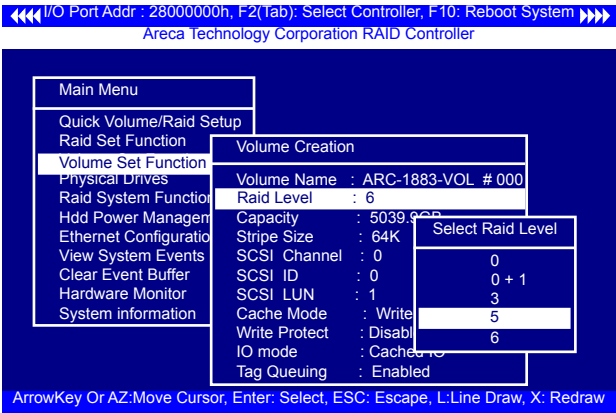 I/O Port Addr : 28000000h, F2(Tab): Select Controller, F10: Reboot System
Areca Technology Corporation RAID Controller
Main Menu
Quick Volume/Raid Setup
Raid Set Function
Volume Set Function
Physical Drives
Raid System Function
Hdd Power Managem
Ethernet Configuratio
View System Events
Clear Event Buffer
Hardware Monitor
System information
Volume Creation
Volume Name : ARC-1883-VOL # 000
Raid Level : 6
Capacity : 5039.9GB
Stripe Size : 64K
SCSI Channel : 0
SCSI ID : 0
SCSI LUN : 1
Cache Mode : Write
Write Protect : Disabl
IO mode : Cached IO
Tag Queuing : Enabled
Select Raid Level
0
0 + 1
3
5
6
ArrowKey Or AZ:Move Cursor, Enter: Select, ESC: Escape, L:Line Draw, X: Redraw